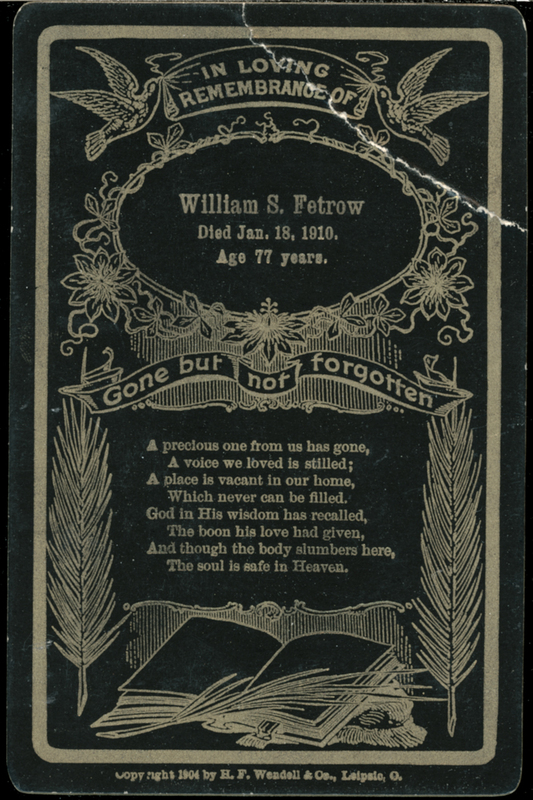 IN LOVING
REMEMBRANCE OF
William S. Fetrow
Died Jan. 18, 1910.
Age 77 years.
Gone but not forgotten
A precious one from us has gone,
A voice we loved is stilled;
A place is vacant in our home,
Which never can be filled.
God in His wisdom has recalled,
The boon his love had given,
And though the body slumbers here,
The soul is safe in Heaven.
Copyright 1904 by H. F. Wendell & Co., Leipsic, O.